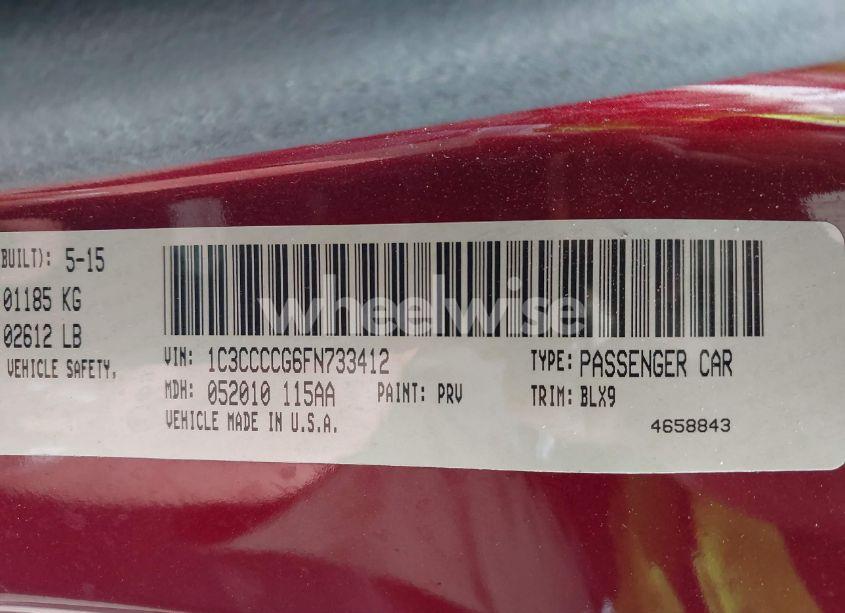 BUILT): 5-15
01185 KG
02612 LB
VEHICLE SAFETY,
wheelwise
VIN: 1C3CCCCG6FN733412
TYPE: PASSENGER CAR
MDH: 052010 115AA PAINT: PRV
TRIM: BLX9
VEHICLE MADE IN U.S.A.
4658843